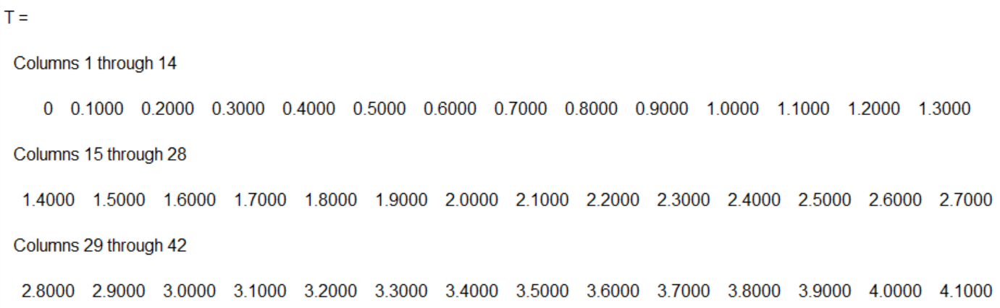 T =
Columns 1 through 14
0 0.1000 0.2000 0.3000 0.4000 0.5000 0.6000 0.7000 0.8000 0.9000 1.0000 1.1000 1.2000 1.3000
Columns 15 through 28
1.4000 1.5000 1.6000 1.7000 1.8000 1.9000 2.0000 2.1000 2.2000 2.3000 2.4000 2.5000 2.6000 2.7000
Columns 29 through 42
2.8000 2.9000 3.0000 3.1000 3.2000 3.3000 3.4000 3.5000 3.6000 3.7000 3.8000 3.9000 4.0000 4.1000